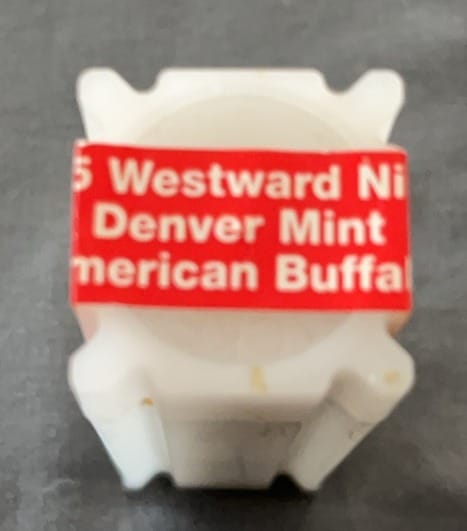 5 Westward Ni
Denver Mint
merican Buffal